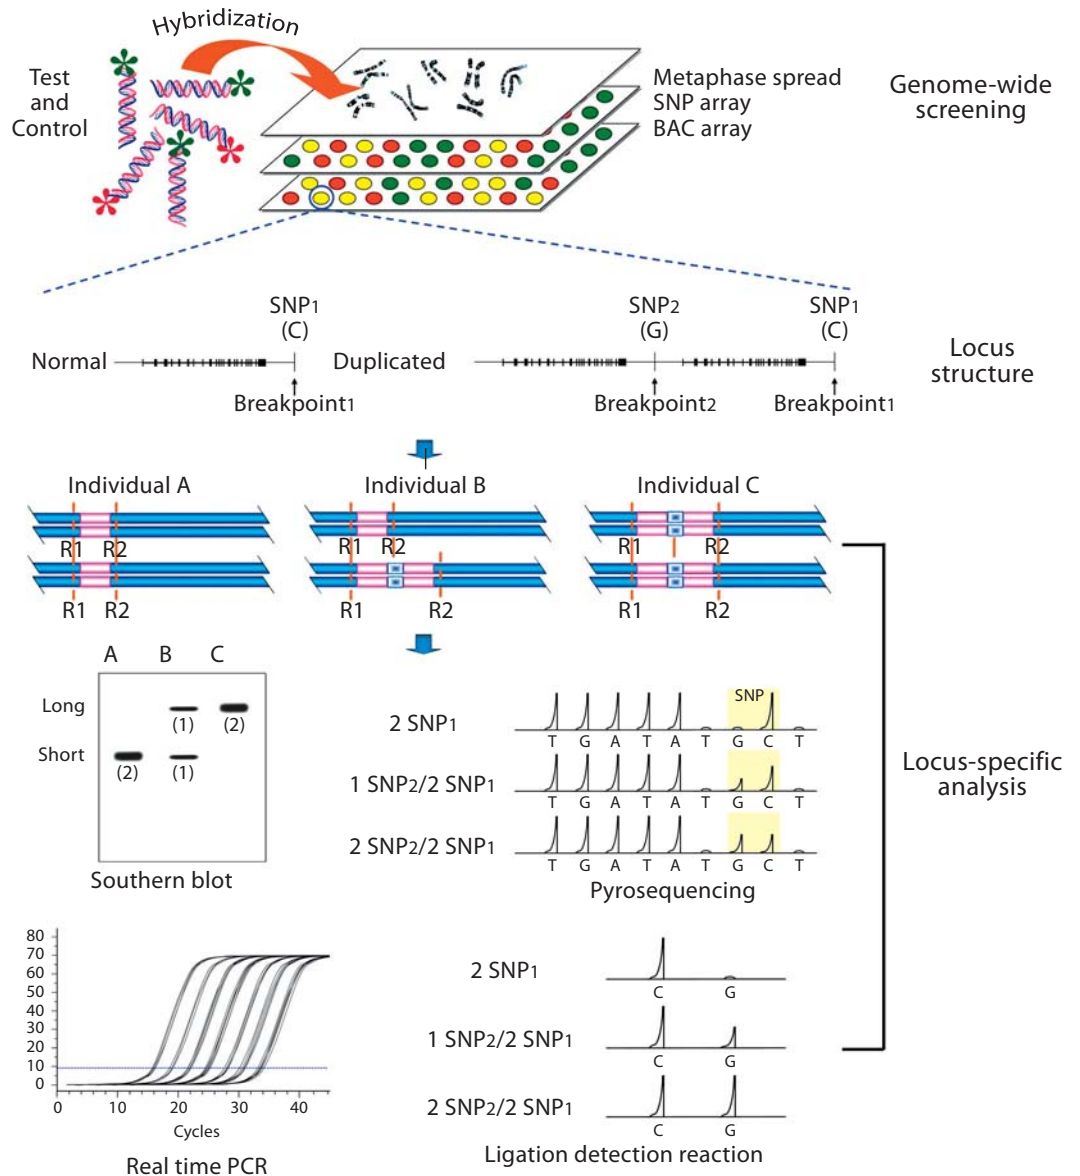 Hybridization
Test
and
Control
Metaphase spread
SNP array
BAC array
Genome-wide
screening
SNP1
(C)
SNP2
(G)
SNP1
(C)
Normal
Duplicated
Locus
structure
Breakpoint1
Breakpoint2
Breakpoint1
Individual A
Individual B
Individual C
R1 R2
R1 R2
R1 R2
R1 R2
R1 R2
R1 R2
A B C
Long
(1) (2)
Short
(2) (1)
Southern blot
SNP
2 SNP1
T G A T A T G C T
1 SNP2/2 SNP1
T G A T A T G C T
2 SNP2/2 SNP1
T G A T A T G C T
Pyrosequencing
Locus-specific
analysis
80
70
60
50
40
30
20
10
0
0 10 20 30 40
Cycles
Real time PCR
2 SNP1
C G
1 SNP2/2 SNP1
C G
2 SNP2/2 SNP1
C G
Ligation detection reaction